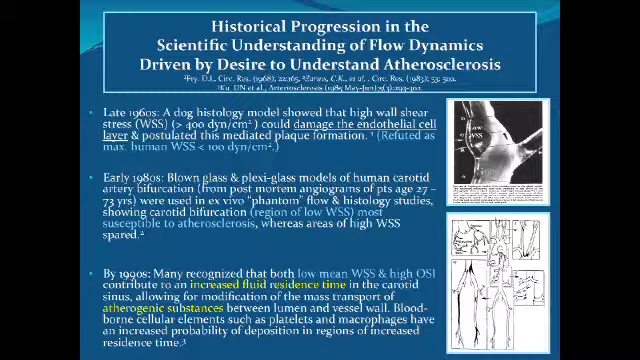 Historical Progression in the
Scientific Understanding of Flow Dynamics
Driven by Desire to Understand Atherosclerosis
¹Fry. D.L. Circ. Res. (1968) 22:165. ²Zarins, C.K., et al. . Circ. Res. (1983); 53: 502.
³Ku DN et al., Arteriosclerosis (1985 May-Jun);5(3):293-302.
Late 1960s: A dog histology model showed that high wall shear
stress (WSS) (> 400 dyn/cm²) could damage the endothelial cell
layer & postulated this mediated plaque formation. ¹ (Refuted as
max. human WSS < 100 dyn/cm².)
Early 1980s: Blown glass & plexi-glass models of human carotid
artery bifurcation (from post mortem angiograms of pts age 27 –
73 yrs) were used in ex vivo "phantom" flow & histology studies,
showing carotid bifurcation (region of low WSS) most
susceptible to atherosclerosis, whereas areas of high WSS
spared.²
By 1990s: Many recognized that both low mean WSS & high OSI
contribute to an increased fluid residence time in the carotid
sinus, allowing for modification of the mass transport of
atherogenic substances between lumen and vessel wall. Blood-
borne cellular elements such as platelets and macrophages have
an increased probability of deposition in regions of increased
residence time.³
Low
WSS